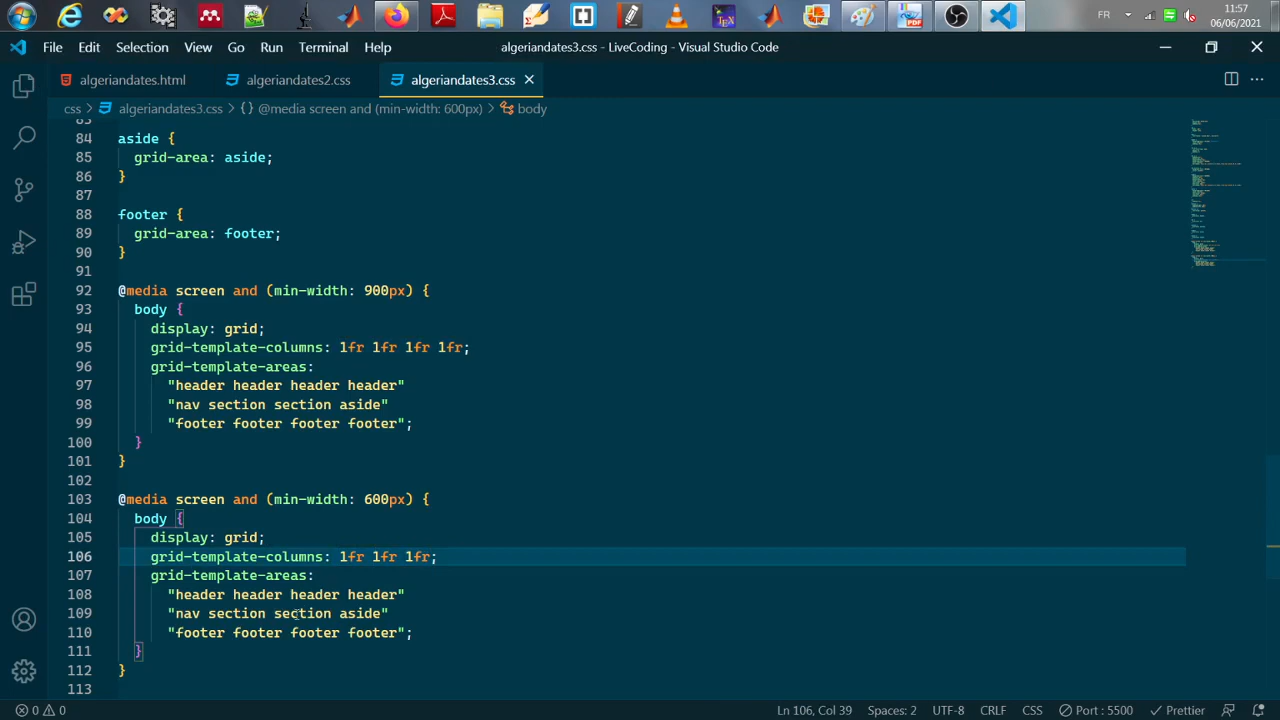 FR
11:57
06/06/2021
File Edit Selection View Go Run Terminal Help
algeriandates3.css - LiveCoding - Visual Studio Code
algeriandates.html algeriandates2.css algeriandates3.css
css > algeriandates3.css > {} @media screen and (min-width: 600px) > body
83
84 aside {
85 grid-area: aside;
86 }
87
88 footer {
89 grid-area: footer;
90 }
91
92 @media screen and (min-width: 900px) {
93 body {
94 display: grid;
95 grid-template-columns: 1fr 1fr 1fr 1fr;
96 grid-template-areas:
97 "header header header header"
98 "nav section section aside"
99 "footer footer footer footer";
100 }
101 }
102
103 @media screen and (min-width: 600px) {
104 body {
105 display: grid;
106 grid-template-columns: 1fr 1fr 1fr;
107 grid-template-areas:
108 "header header header header"
109 "nav section section aside"
110 "footer footer footer footer";
111 }
112 }
113
0 0 Ln 106, Col 39 Spaces: 2 UTF-8 CRLF CSS Port : 5500 Prettier